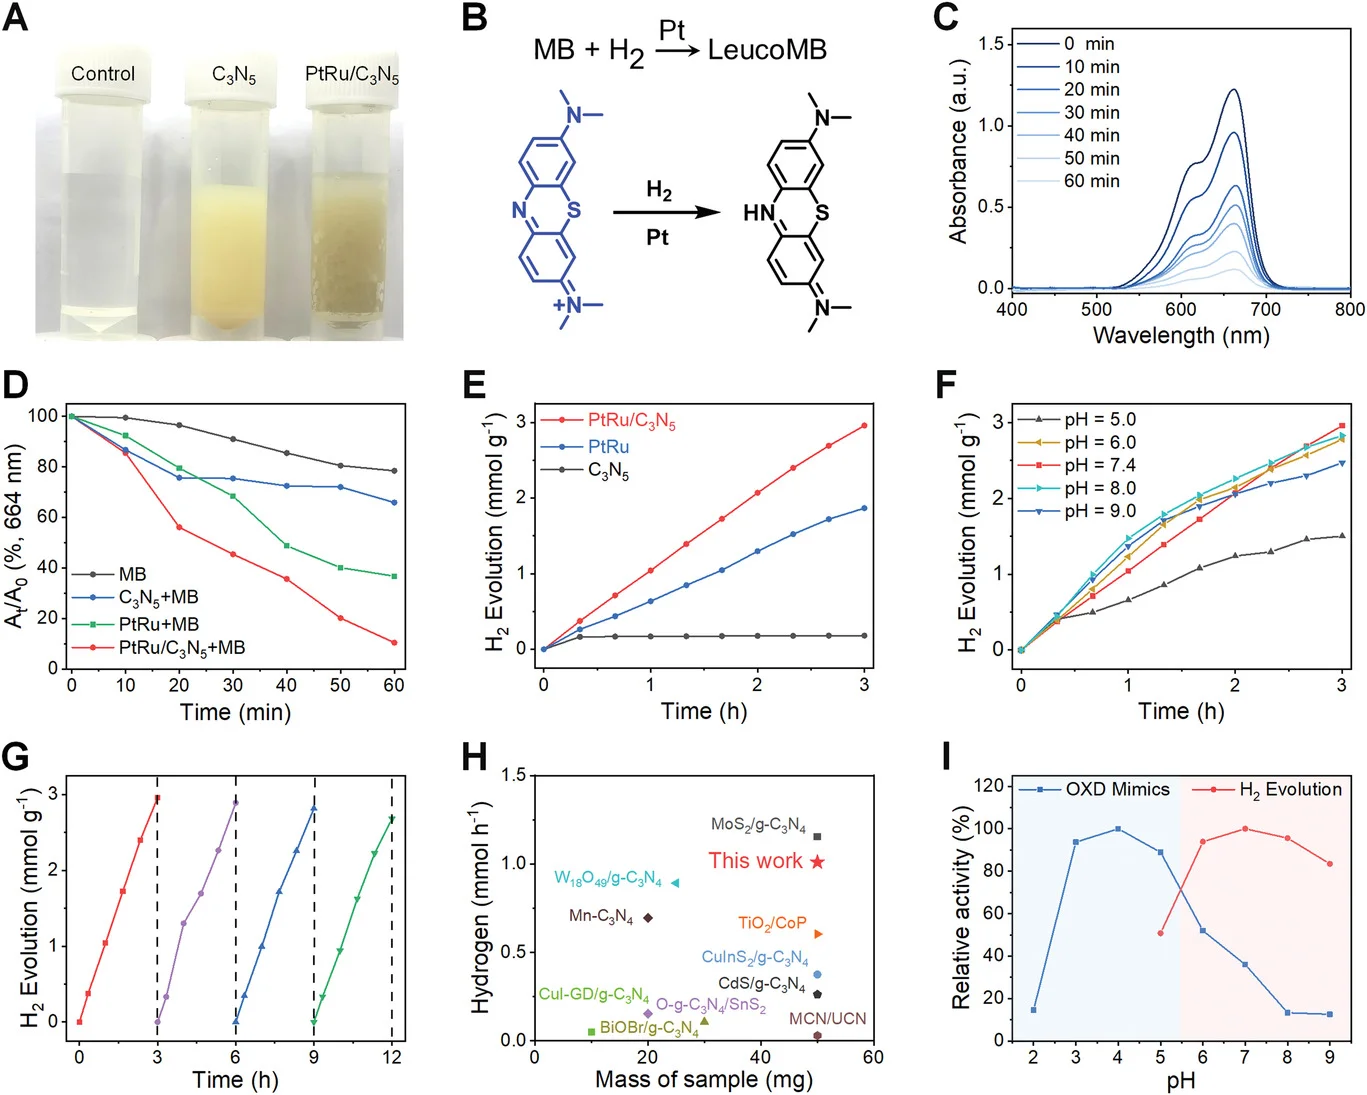 A
Control
C3N5
PtRu/C3N5
B
MB + H2 Pt LeucoMB
N
N
S
+N
H2
Pt
N
HN
S
N
C
Absorbance (a.u.)
1.5
1.0
0.5
0.0
0 min
10 min
20 min
30 min
40 min
50 min
60 min
400 500 600 700 800
Wavelength (nm)
D
At/A0 (%, 664 nm)
100
80
60
40
20
0
MB
C3N5+MB
PtRu+MB
PtRu/C3N5+MB
0 10 20 30 40 50 60
Time (min)
E
H2 Evolution (mmol g-1)
3
2
1
0
PtRu/C3N5
PtRu
C3N5
0 1 2 3
Time (h)
F
H2 Evolution (mmol g-1)
3
2
1
0
pH = 5.0
pH = 6.0
pH = 7.4
pH = 8.0
pH = 9.0
0 1 2 3
Time (h)
G
H2 Evolution (mmol g-1)
3
2
1
0
0 3 6 9 12
Time (h)
H
Hydrogen (mmol h-1)
1.5
1.0
0.5
0.0
MoS2/g-C3N4
This work
W18O49/g-C3N4
Mn-C3N4
TiO2/CoP
CuInS2/g-C3N4
CdS/g-C3N4
CuI-GD/g-C3N4
O-g-C3N4/SnS2
MCN/UCN
BiOBr/g-C3N4
0 20 40 60
Mass of sample (mg)
I
Relative activity (%)
120
100
80
60
40
20
0
OXD Mimics
H2 Evolution
2 3 4 5 6 7 8 9
pH